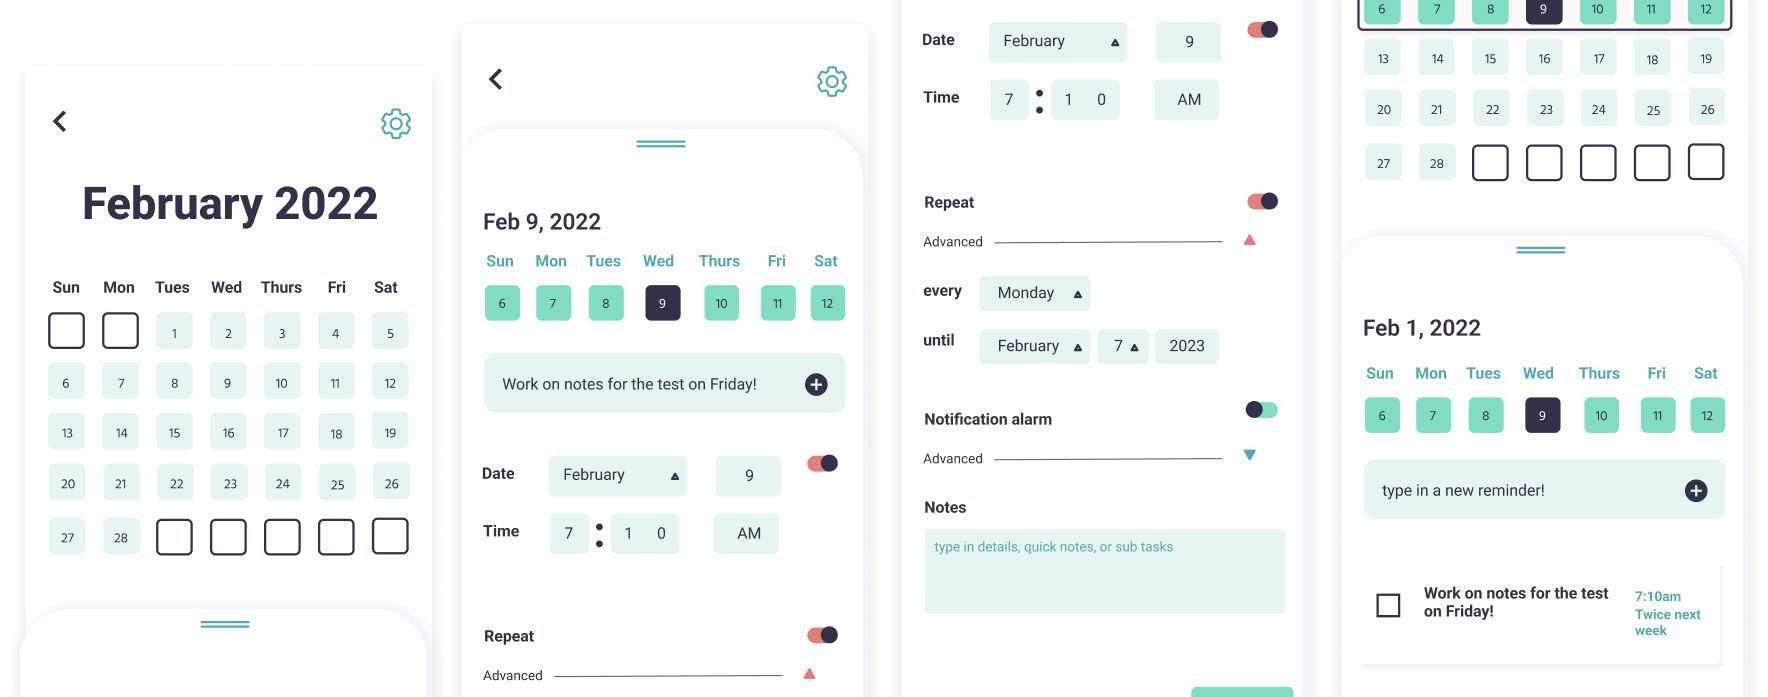 February 2022
Sun Mon Tues Wed Thurs Fri Sat
1 2 3 4 5
6 7 8 9 10 11 12
13 14 15 16 17 18 19
20 21 22 23 24 25 26
27 28
Feb 9, 2022
Sun Mon Tues Wed Thurs Fri Sat
6 7 8 9 10 11 12
Work on notes for the test on Friday!
Date February 9
Time 7 : 1 0 AM
Repeat
Advanced
Date February 9
Time 7 : 1 0 AM
Repeat
Advanced
every Monday
until February 7 2023
Notification alarm
Advanced
Notes
type in details, quick notes, or sub tasks
6 7 8 9 10 11 12
13 14 15 16 17 18 19
20 21 22 23 24 25 26
27 28
Feb 1, 2022
Sun Mon Tues Wed Thurs Fri Sat
6 7 8 9 10 11 12
type in a new reminder!
Work on notes for the test
on Friday!
7:10am
Twice next
week